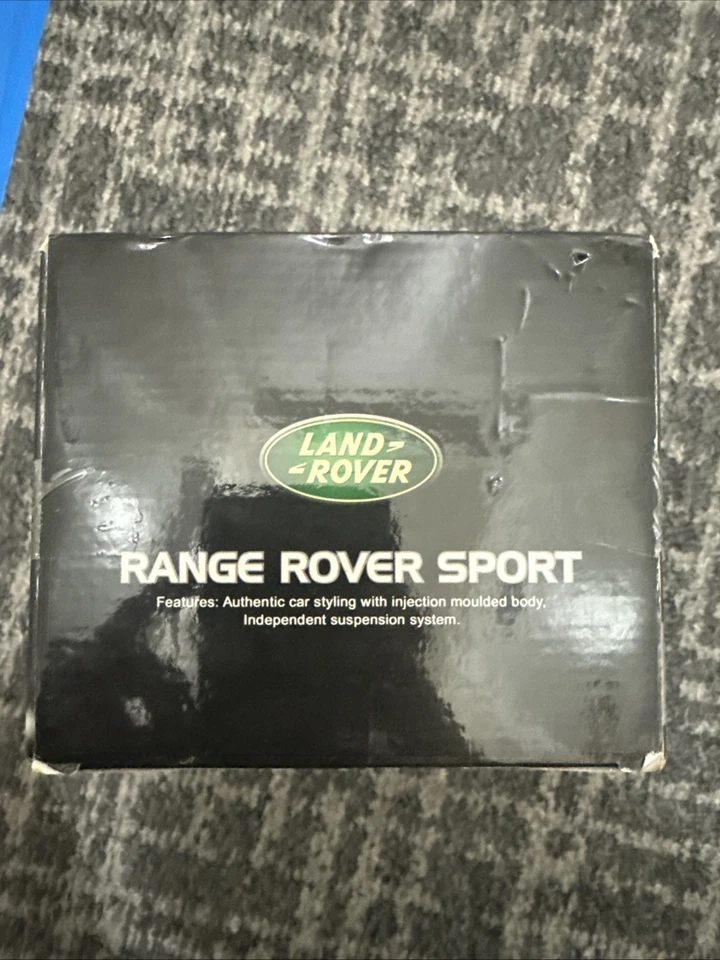 LAND
ROVER
RANGE ROVER SPORT
Features: Authentic car styling with injection moulded body,
Independent suspension system.